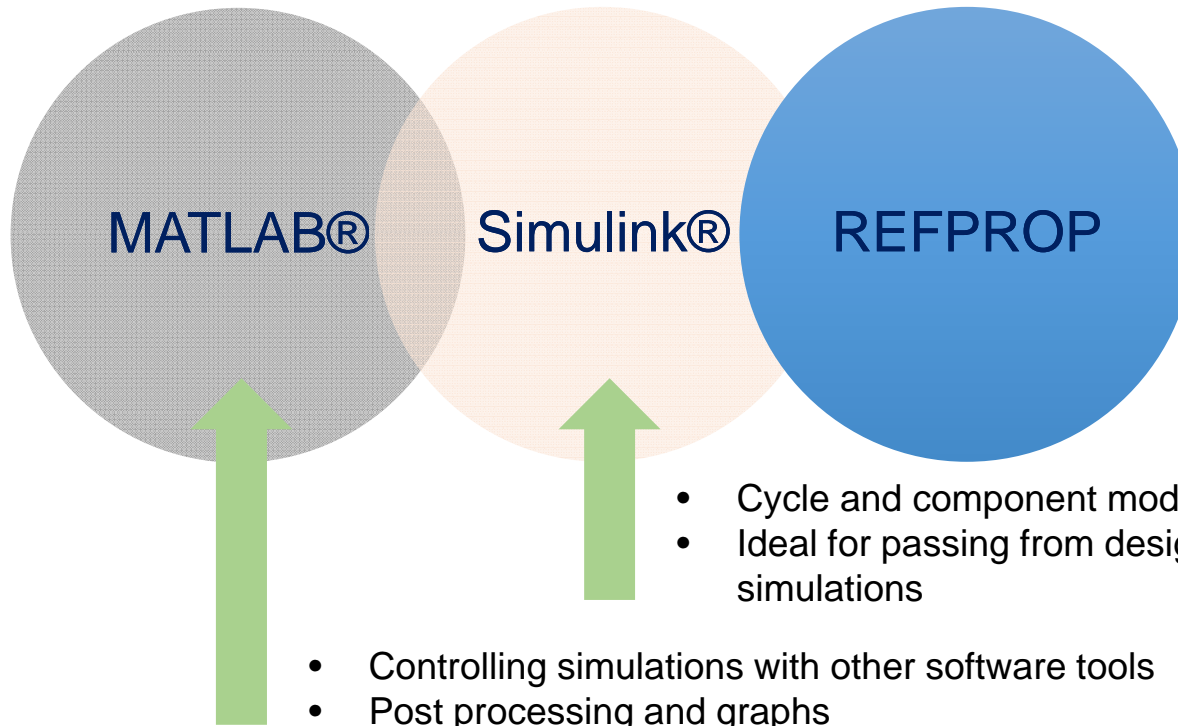 MATLAB® Simulink® REFPROP
• Cycle and component mod
• Ideal for passing from desig
simulations
• Controlling simulations with other software tools
• Post processing and graphs